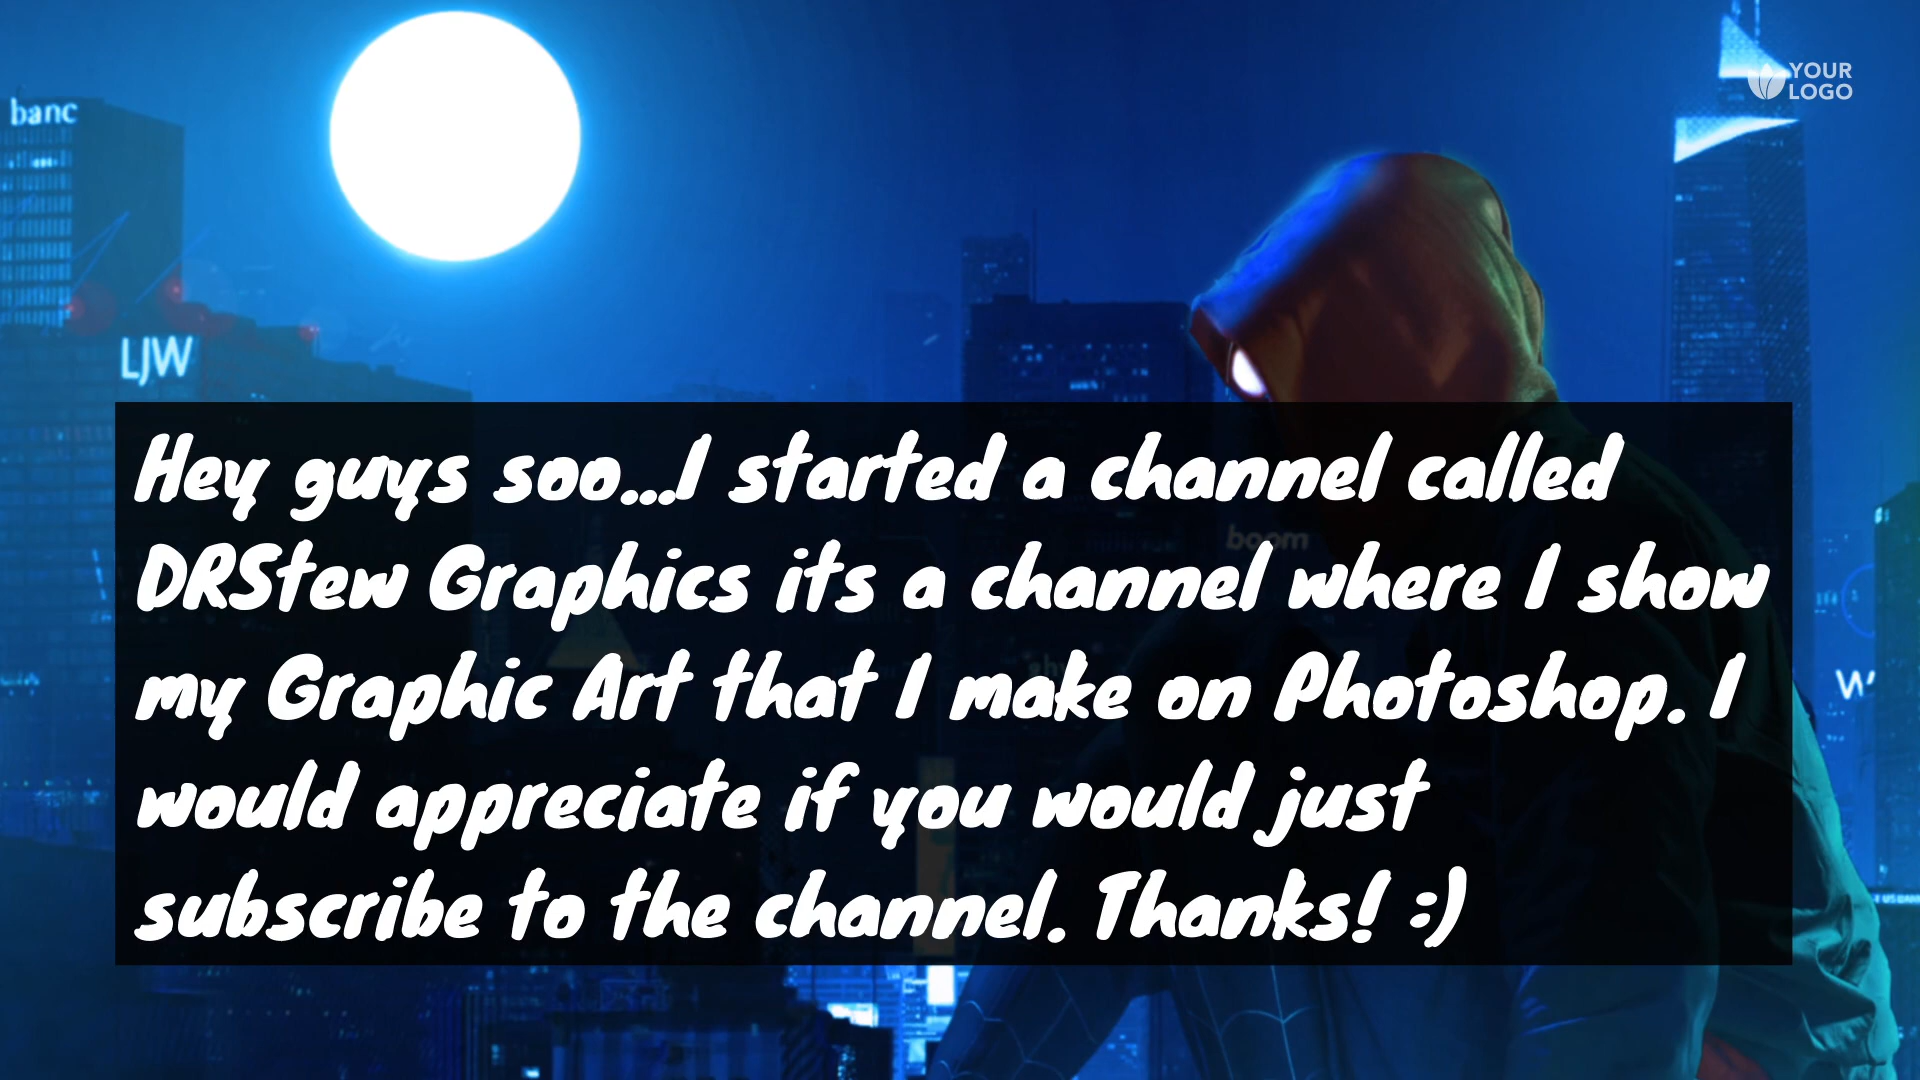 banc
YOUR
LOGO
LJW
Hey guys soo...I started a channel called
boom
DRStew Graphics its a channel where I show
my Graphic Art that I make on Photoshop. I
would appreciate if you would just
subscribe to the channel. Thanks! :)